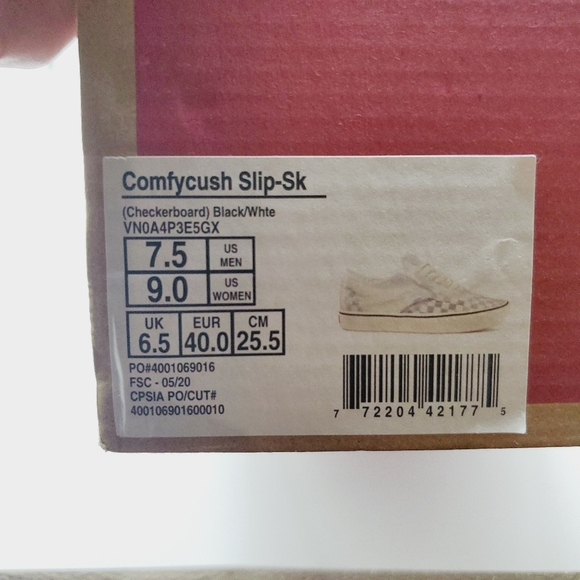 Comfycush Slip-Sk
(Checkerboard) Black/Whte
VN0A4P3E5GX
7.5 US MEN
9.0 US WOMEN
UK EUR CM
6.5 40.0 25.5
PO#4001069016
FSC - 05/20
CPSIA PO/CUT#
400106901600010
7 72204 42177 5